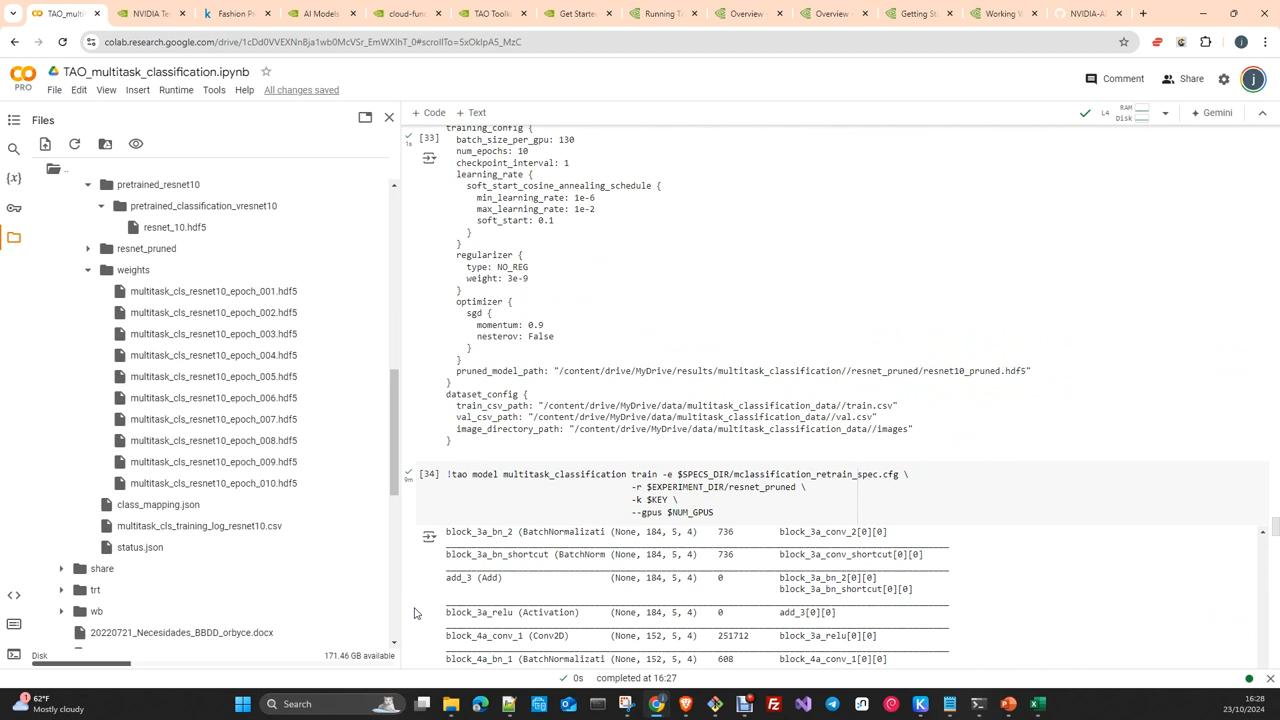 TAO_multitask
NVIDIA Tes
Fashion Pr
AI Models
cloud-func
TAO Toolk
Get Starte
Running TA
Overview -
Overview -
Getting Sta
Working W
NVIDIA-AI
colab.research.google.com/drive/1cDd0VVEXNnBja1wb0McVSr_EmWXIhT_0#scrollTo=5xOklpA5_MzC
TAO_multitask_classification.ipynb
PRO
File Edit View Insert Runtime Tools Help All changes saved
Comment
Share
j
Files
+ Code + Text
L4
RAM
Disk
Gemini
..
pretrained_resnet10
pretrained_classification_vresnet10
resnet_10.hdf5
resnet_pruned
weights
multitask_cls_resnet10_epoch_001.hdf5
multitask_cls_resnet10_epoch_002.hdf5
multitask_cls_resnet10_epoch_003.hdf5
multitask_cls_resnet10_epoch_004.hdf5
multitask_cls_resnet10_epoch_005.hdf5
multitask_cls_resnet10_epoch_006.hdf5
multitask_cls_resnet10_epoch_007.hdf5
multitask_cls_resnet10_epoch_008.hdf5
multitask_cls_resnet10_epoch_009.hdf5
multitask_cls_resnet10_epoch_010.hdf5
class_mapping.json
multitask_cls_training_log_resnet10.csv
status.json
share
trt
wb
20220721_Necesidades_BBDD_orbyce.docx
Disk 171.46 GB available
[33]
1s
training_config {
batch_size_per_gpu: 130
num_epochs: 10
checkpoint_interval: 1
learning_rate {
soft_start_cosine_annealing_schedule {
min_learning_rate: 1e-6
max_learning_rate: 1e-2
soft_start: 0.1
}
}
regularizer {
type: NO_REG
weight: 3e-9
}
optimizer {
sgd {
momentum: 0.9
nesterov: False
}
}
pruned_model_path: "/content/drive/MyDrive/results/multitask_classification//resnet_pruned/resnet10_pruned.hdf5"
}
dataset_config {
train_csv_path: "/content/drive/MyDrive/data/multitask_classification_data//train.csv"
val_csv_path: "/content/drive/MyDrive/data/multitask_classification_data//val.csv"
image_directory_path: "/content/drive/MyDrive/data/multitask_classification_data//images"
}
[34]
9m
!tao model multitask_classification train -e $SPECS_DIR/mclassification_retrain_spec.cfg \
-r $EXPERIMENT_DIR/resnet_pruned \
-k $KEY \
--gpus $NUM_GPUS
block_3a_bn_2 (BatchNormalizati (None, 184, 5, 4) 736 block_3a_conv_2[0][0]
block_3a_bn_shortcut (BatchNorm (None, 184, 5, 4) 736 block_3a_conv_shortcut[0][0]
add_3 (Add) (None, 184, 5, 4) 0 block_3a_bn_2[0][0]
block_3a_bn_shortcut[0][0]
block_3a_relu (Activation) (None, 184, 5, 4) 0 add_3[0][0]
block_4a_conv_1 (Conv2D) (None, 152, 5, 4) 251712 block_3a_relu[0][0]
block_4a_bn_1 (BatchNormalizati (None, 152, 5, 4) 608 block_4a_conv_1[0][0]
0s completed at 16:27
62°F
Mostly cloudy
Search
16:28
23/10/2024